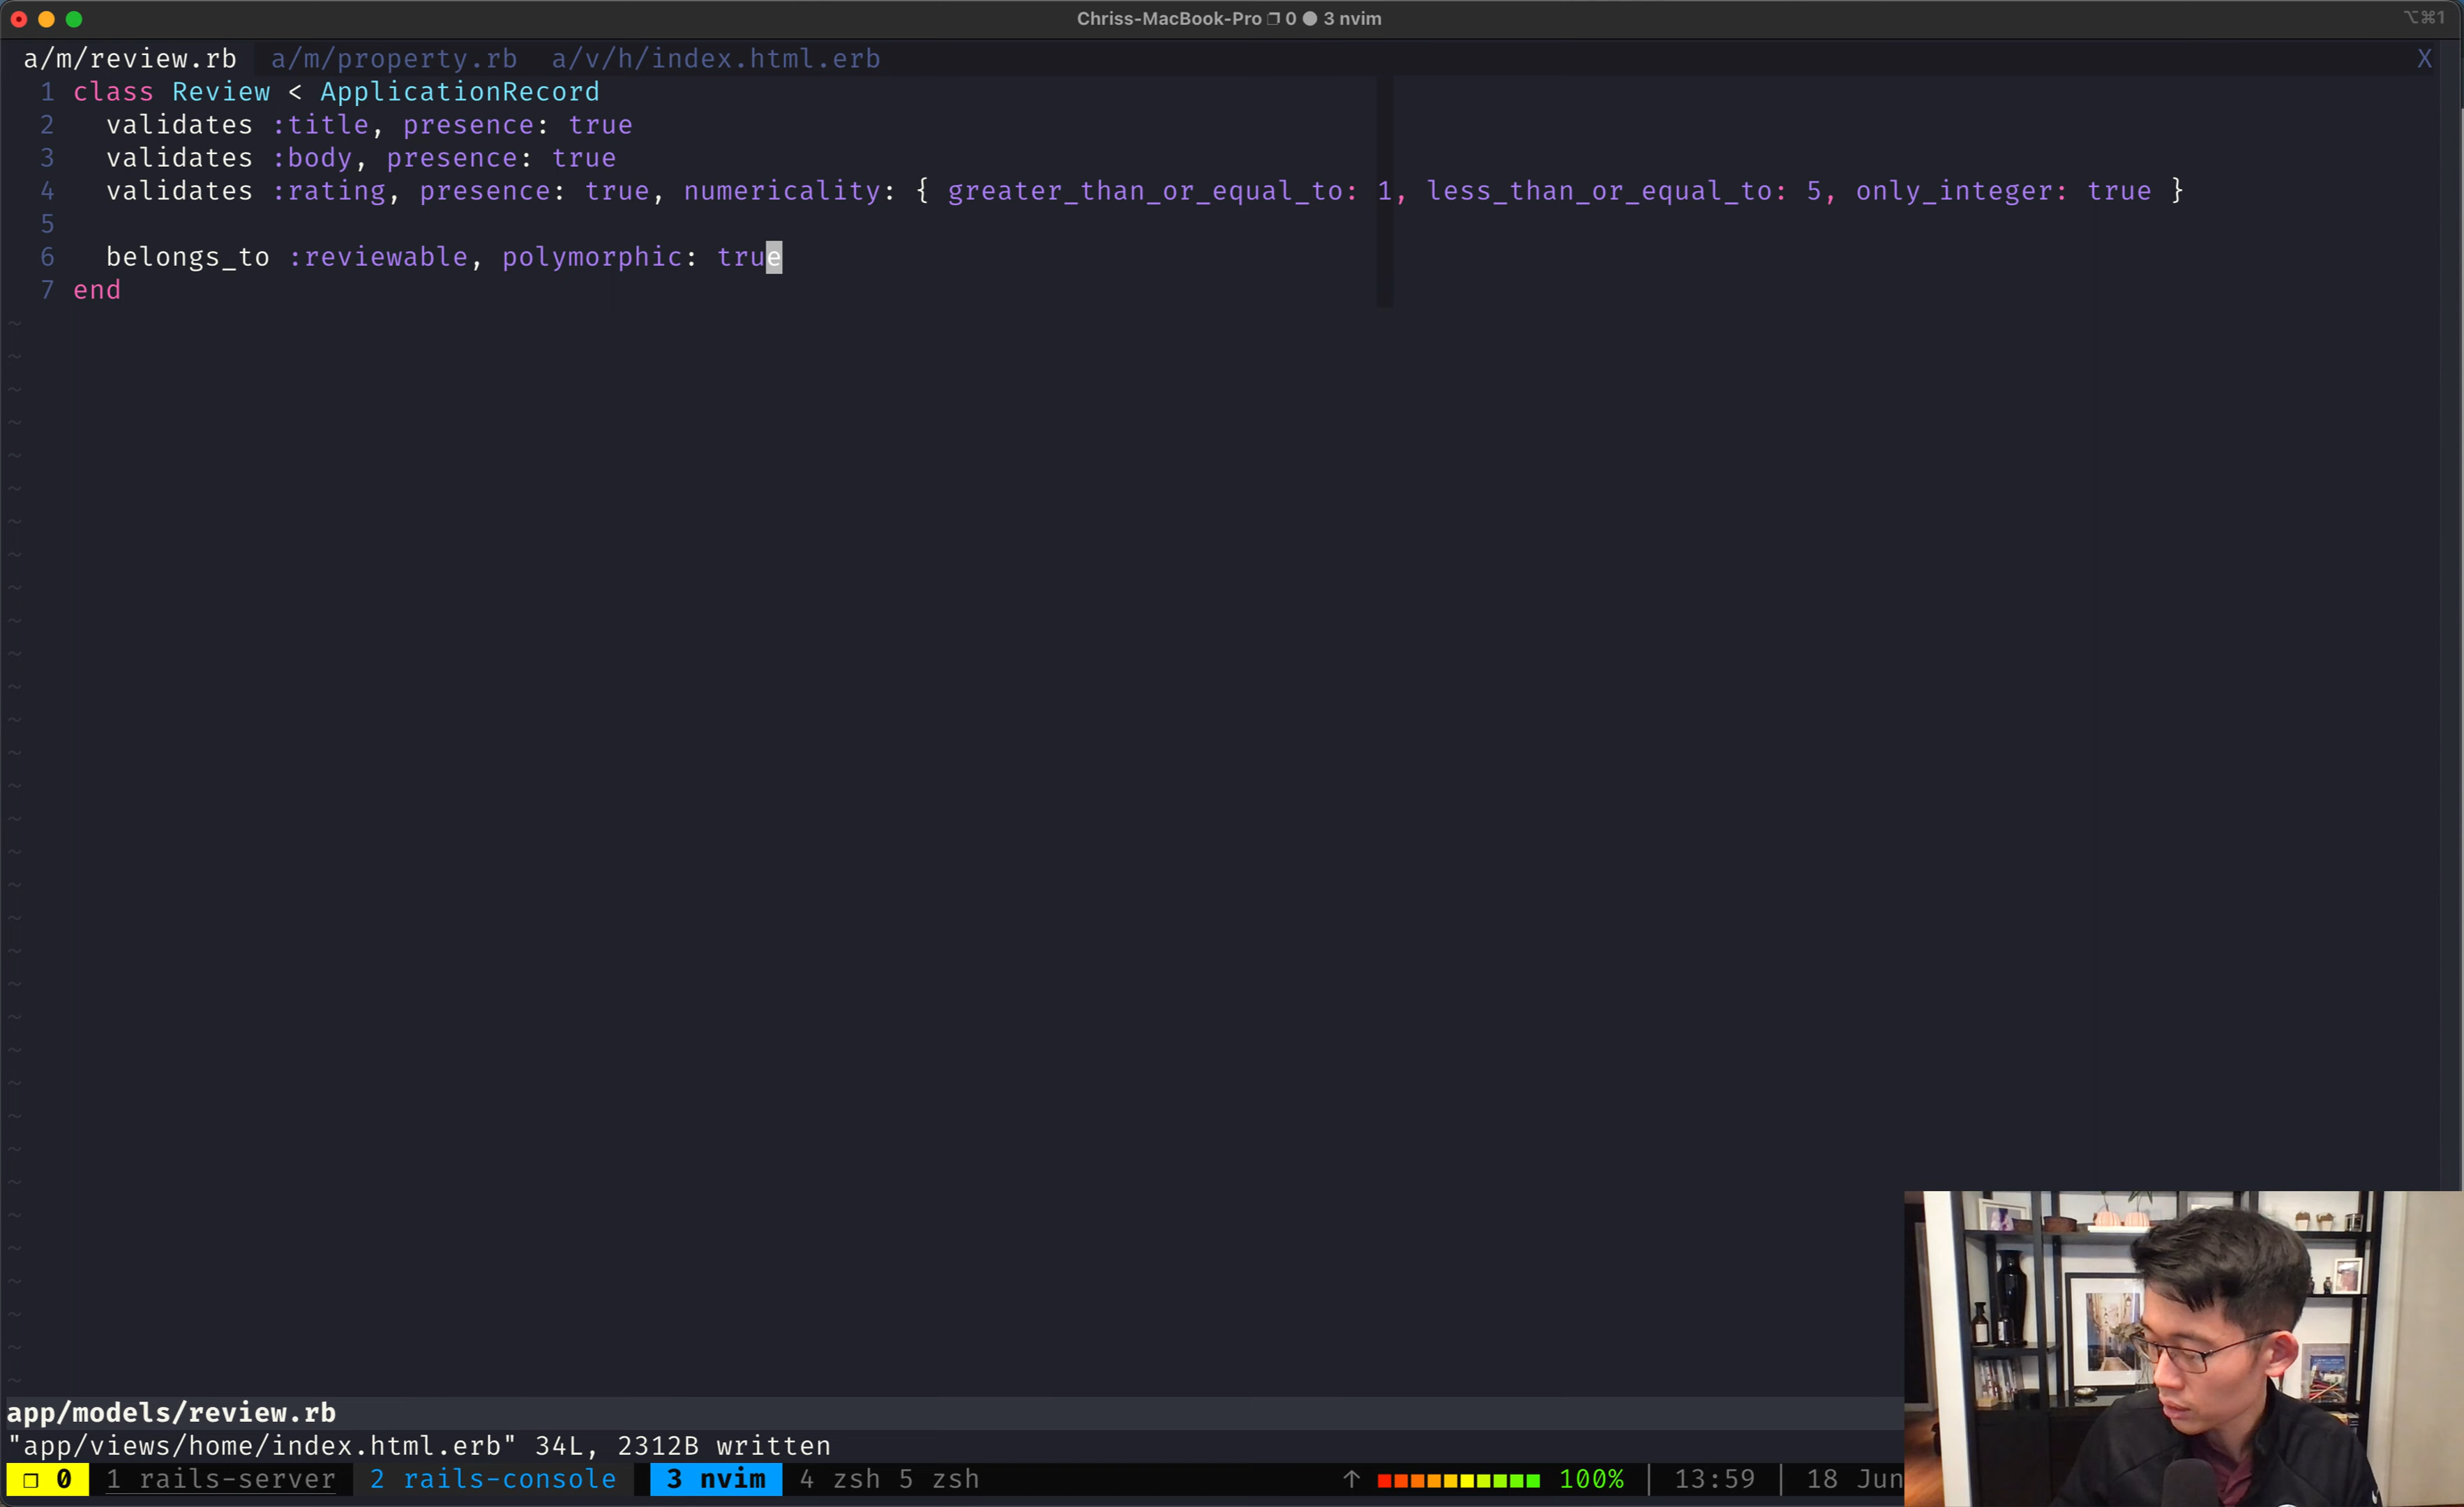 Chriss-MacBook-Pro ❐ 0 ● 3 nvim
⌥⌘1
a/m/review.rb a/m/property.rb a/v/h/index.html.erb X
1 class Review < ApplicationRecord
2   validates :title, presence: true
3   validates :body, presence: true
4   validates :rating, presence: true, numericality: { greater_than_or_equal_to: 1, less_than_or_equal_to: 5, only_integer: true }
5
6   belongs_to :reviewable, polymorphic: true
7 end
app/models/review.rb
"app/views/home/index.html.erb" 34L, 2312B written
❐ 0 1 rails-server 2 rails-console 3 nvim 4 zsh 5 zsh ↑ 100% | 13:59 | 18 Jun